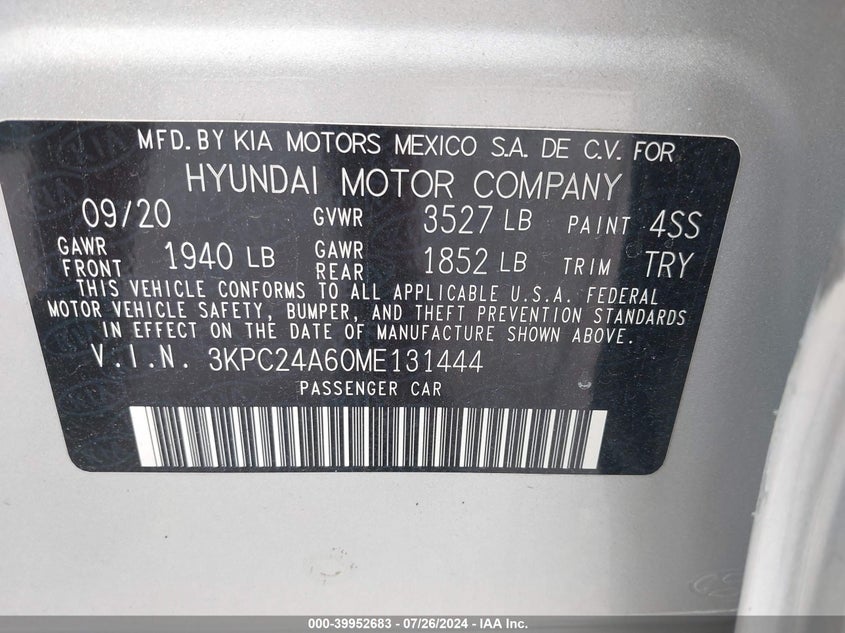 MFD. BY KIA MOTORS MEXICO S.A. DE C.V. FOR
HYUNDAI MOTOR COMPANY
09/20 GVWR 3527 LB PAINT 4SS
GAWR FRONT 1940 LB GAWR REAR 1852 LB TRIM TRY
THIS VEHICLE CONFORMS TO ALL APPLICABLE U.S.A. FEDERAL
MOTOR VEHICLE SAFETY, BUMPER, AND THEFT PREVENTION STANDARDS
IN EFFECT ON THE DATE OF MANUFACTURE SHOWN ABOVE.
V.I.N. 3KPC24A60ME131444
PASSENGER CAR
000-39952683 - 07/26/2024 - IAA Inc.